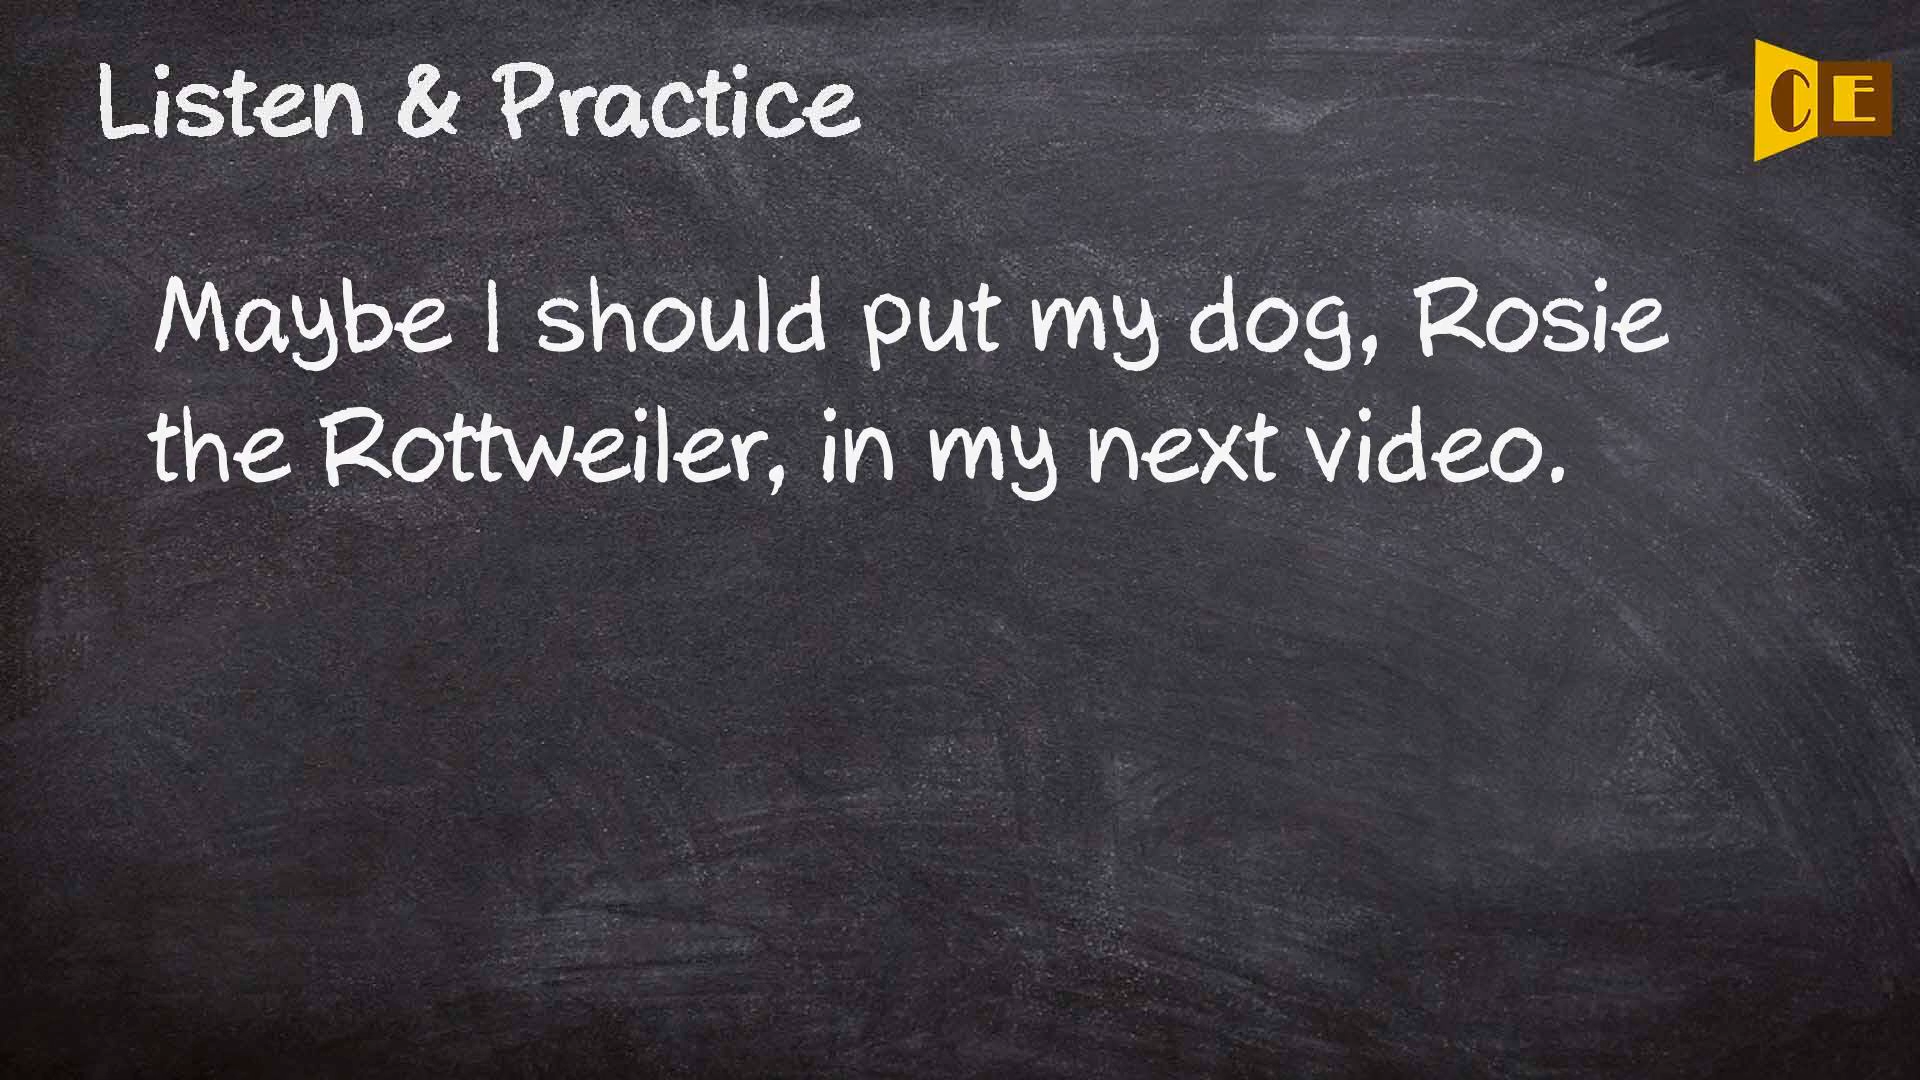 Listen & Practice
CE
Maybe I should put my dog, Rosie
the Rottweiler, in my next video.